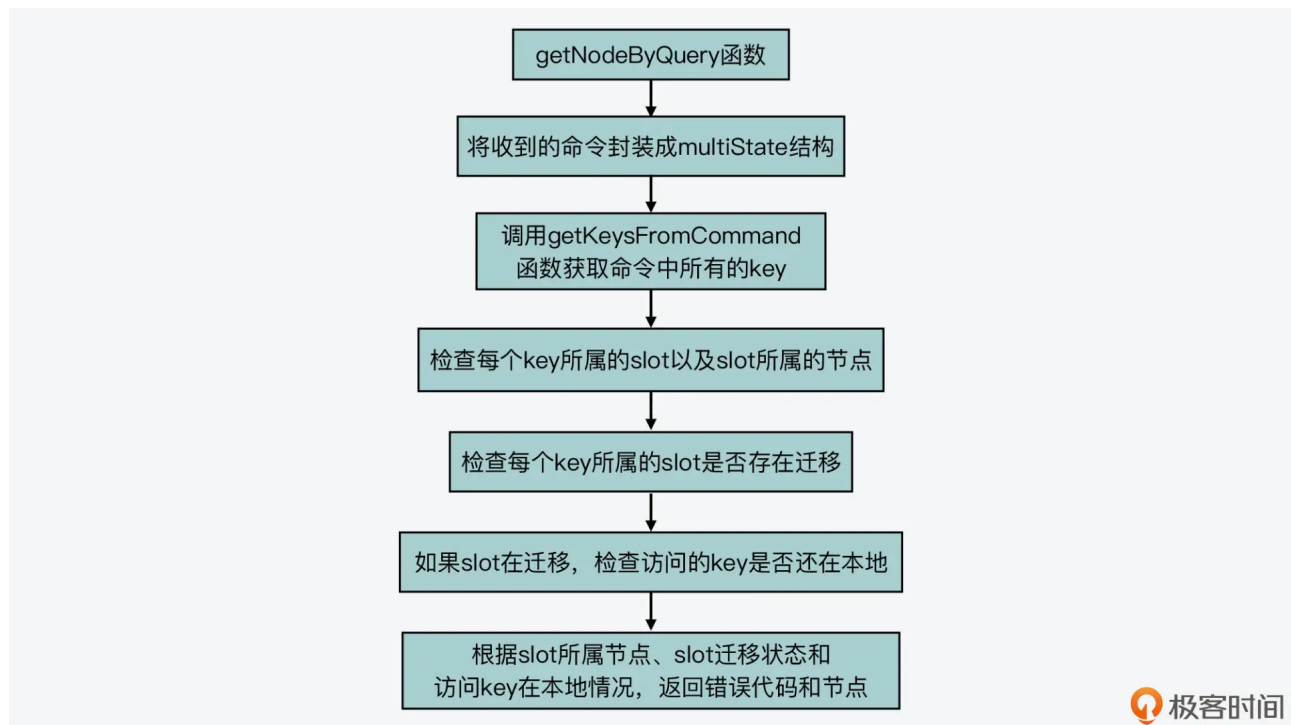 getNodeByQuery函数
将收到的命令封装成multiState结构
调用getKeysFromCommand
函数获取命令中所有的key
检查每个key所属的slot以及slot所属的节点
检查每个key所属的slot是否存在迁移
如果slot在迁移，检查访问的key是否还在本地
根据slot所属节点、slot迁移状态和
访问key在本地情况，返回错误代码和节点
极客时间